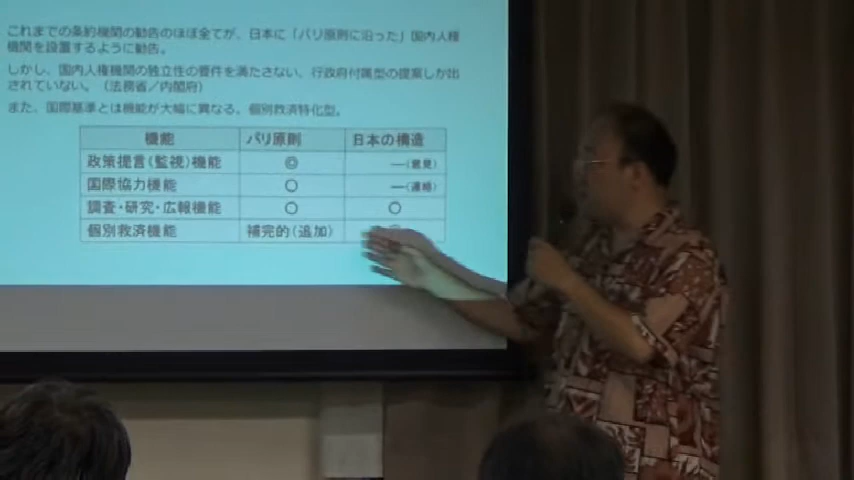 これまでの条約機関の勧告のほぼ全てが、日本に「パリ原則に沿った」国内人権
機関を設置するように勧告。
しかし、国内人権機関の独立性の要件を満たさない、行政府付属型の提案しか出
されていない。（法務省／内閣府）
また、国際基準とは機能が大幅に異なる、個別救済特化型。
機能 パリ原則 日本の構造
政策提言（監視）機能 ◎ ―（意見）
国際協力機能 ○ ―（連絡）
調査・研究・広報機能 ○ ○
個別救済機能 補完的（追加）